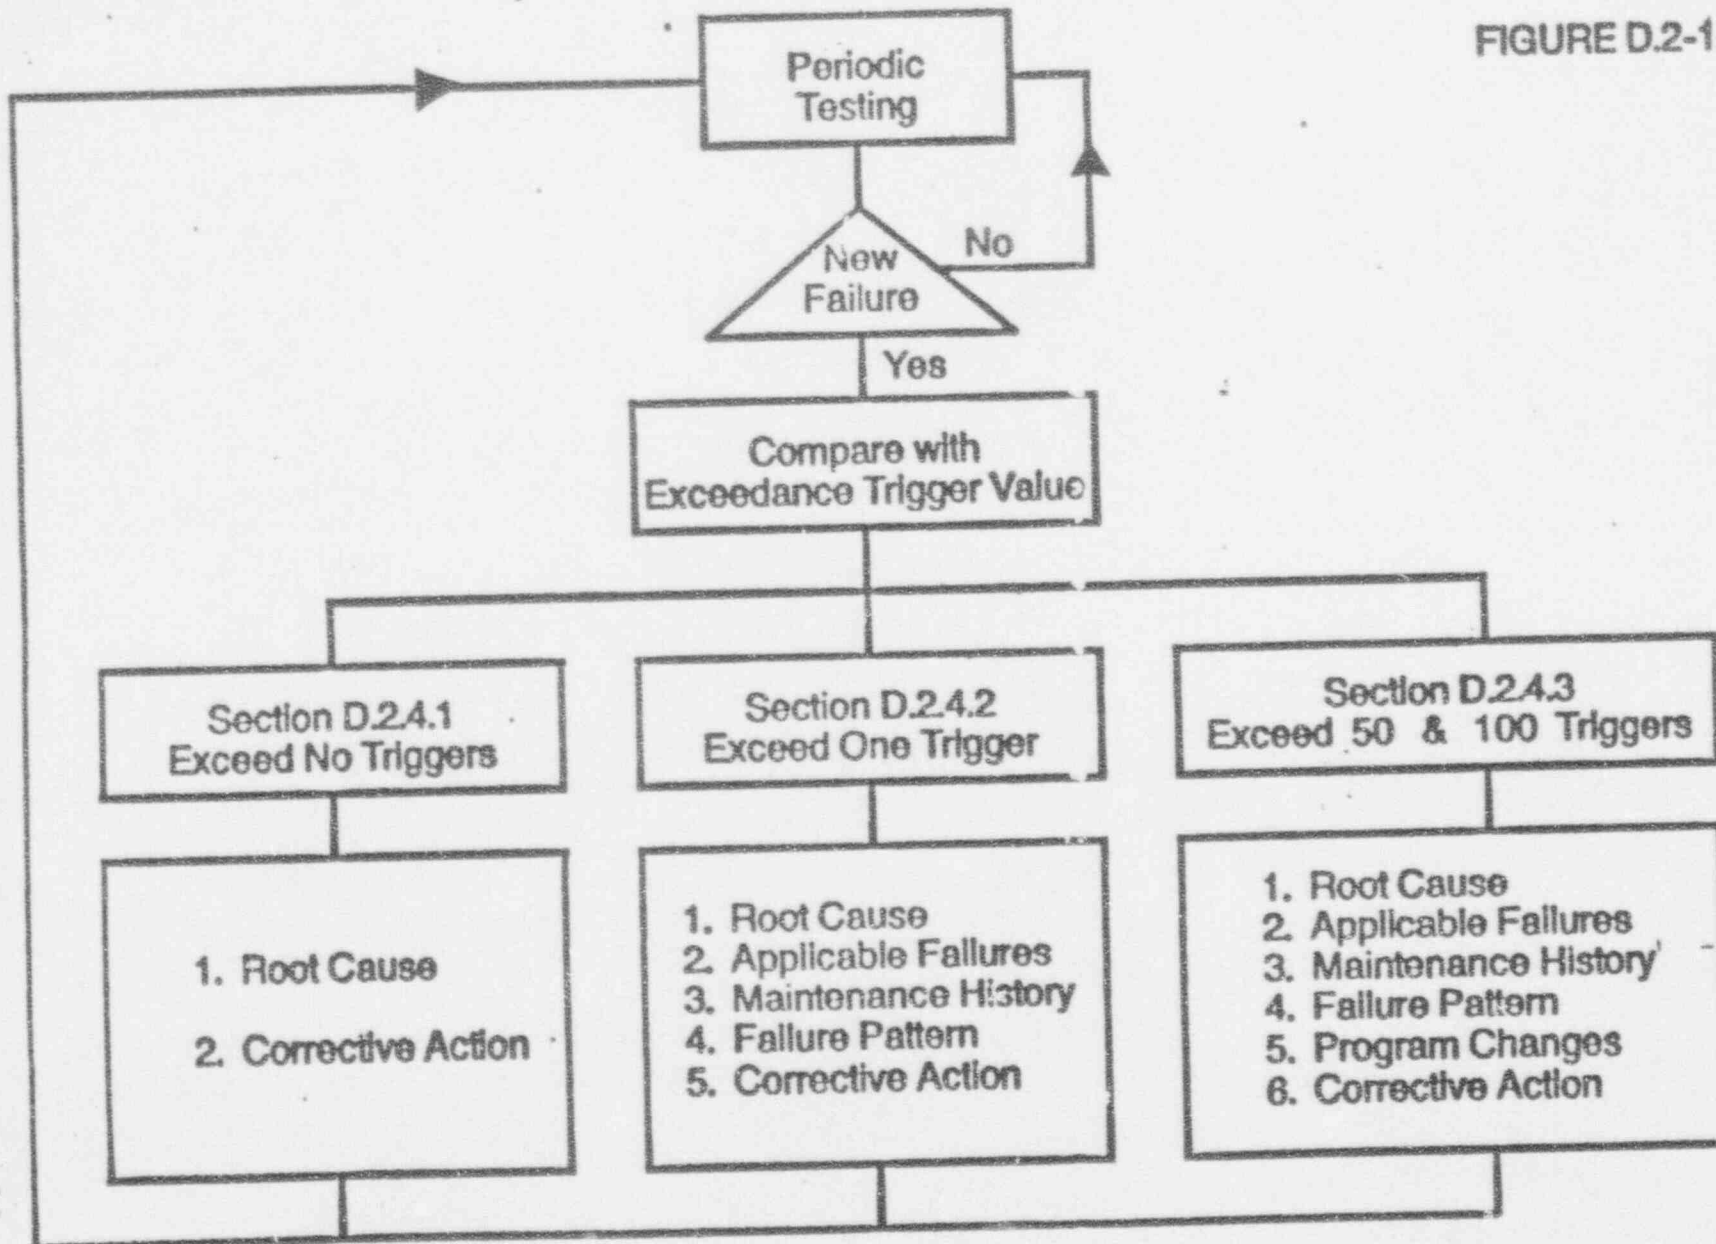 FIGURE D.2-1
Periodic
Testing
New
Failure
No
Yes
Compare with
Exceedance Trigger Value
Section D.2.4.1
Exceed No Triggers
Section D.2.4.2
Exceed One Trigger
Section D.2.4.3
Exceed 50 & 100 Triggers
1. Root Cause
2. Corrective Action
1. Root Cause
2. Applicable Failures
3. Maintenance History
4. Failure Pattern
5. Corrective Action
1. Root Cause
2. Applicable Failures
3. Maintenance History
4. Failure Pattern
5. Program Changes
6. Corrective Action